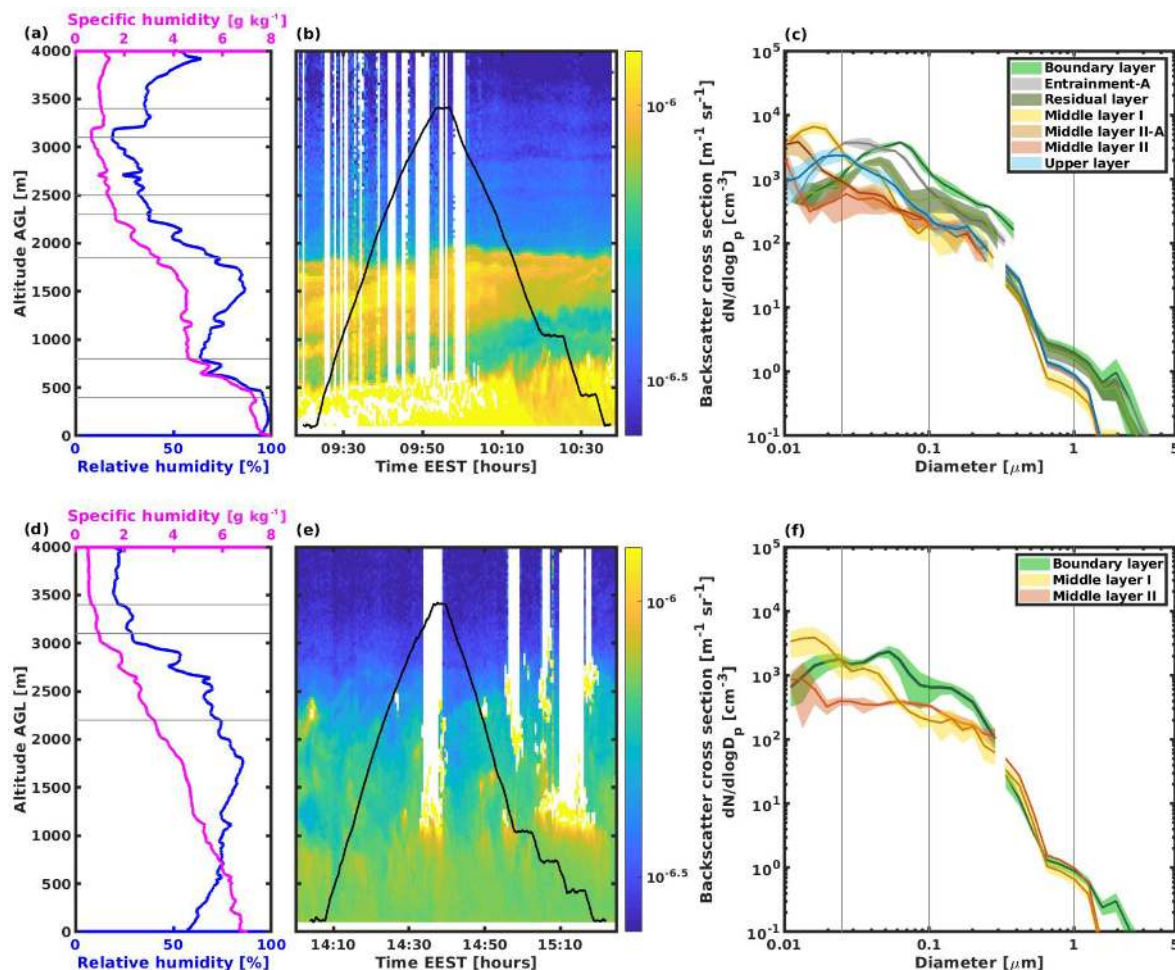 Specific humidity [g kg⁻¹]
(a)
0 2 4 6 8
4000
3500
3000
2500
2000
1500
1000
500
0
Altitude AGL [m]
0 50 100
Relative humidity [%]
(b)
09:30 09:50 10:10 10:30
Time EEST [hours]
10⁻⁶
10⁻⁶·⁵
Backscatter cross section [m⁻¹ sr⁻¹]
(c)
dN/dlogDₚ [cm⁻³]
10⁵
10⁴
10³
10²
10¹
10⁰
10⁻¹
Boundary layer
Entrainment-A
Residual layer
Middle layer I
Middle layer II-A
Middle layer II
Upper layer
0.01 0.1 1 5
Diameter [μm]
Specific humidity [g kg⁻¹]
(d)
0 2 4 6 8
4000
3500
3000
2500
2000
1500
1000
500
0
Altitude AGL [m]
0 50 100
Relative humidity [%]
(e)
14:10 14:30 14:50 15:10
Time EEST [hours]
10⁻⁶
10⁻⁶·⁵
Backscatter cross section [m⁻¹ sr⁻¹]
(f)
dN/dlogDₚ [cm⁻³]
10⁵
10⁴
10³
10²
10¹
10⁰
10⁻¹
Boundary layer
Middle layer I
Middle layer II
0.01 0.1 1 5
Diameter [μm]